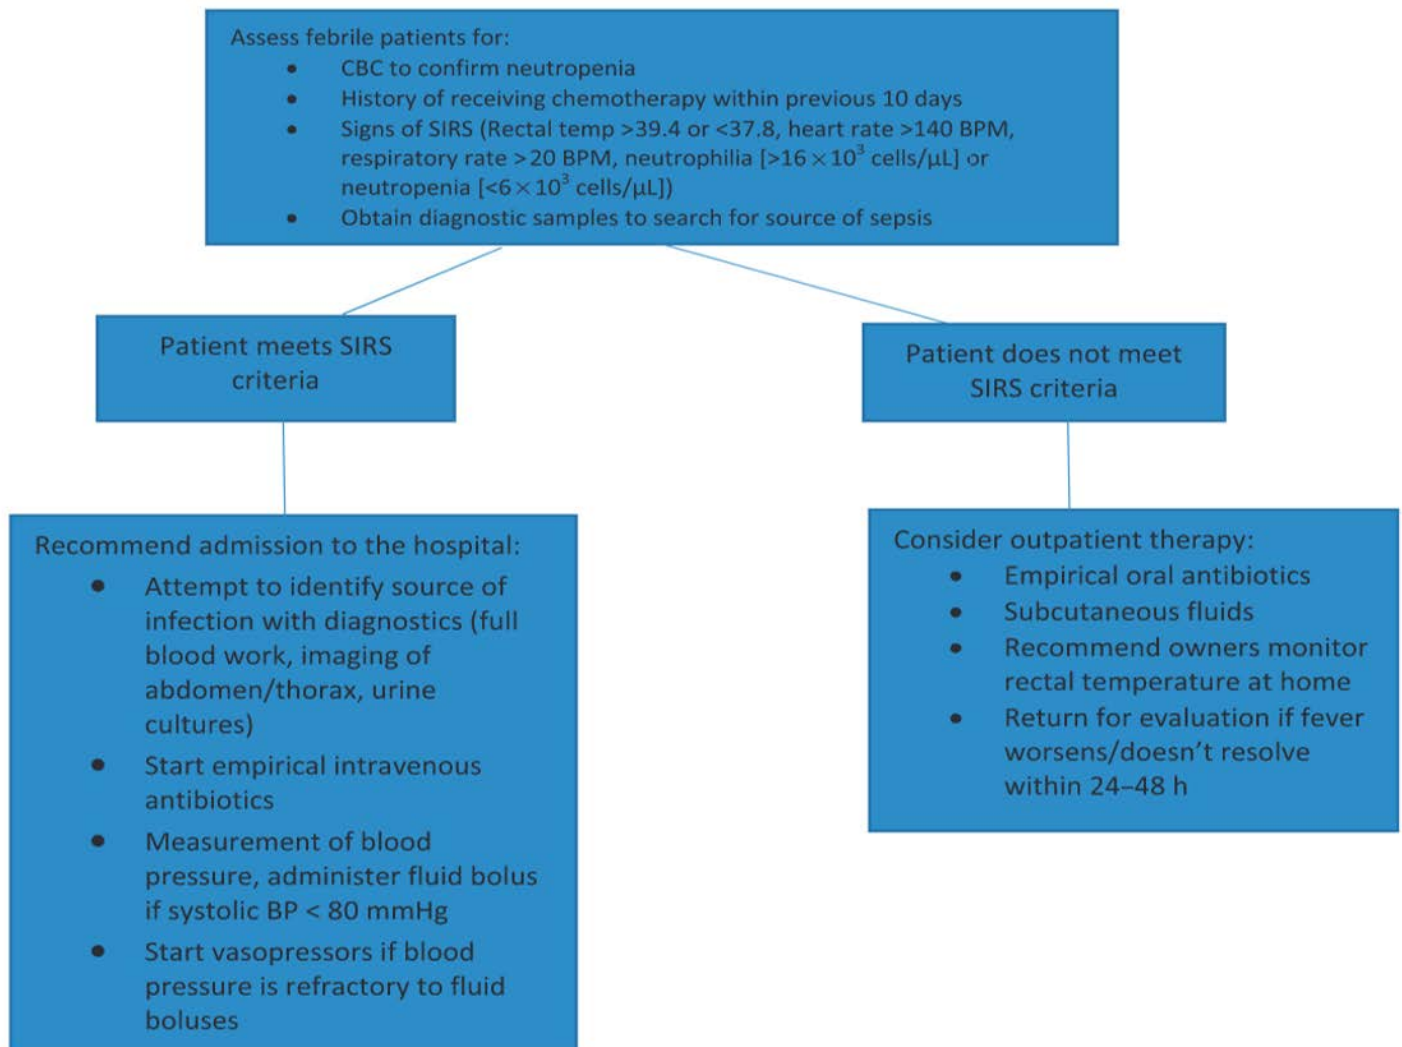 Assess febrile patients for:
• CBC to confirm neutropenia
• History of receiving chemotherapy within previous 10 days
• Signs of SIRS (Rectal temp >39.4 or <37.8, heart rate >140 BPM,
respiratory rate >20 BPM, neutrophilia [>16 × 10³ cells/µL] or
neutropenia [<6 × 10³ cells/µL])
• Obtain diagnostic samples to search for source of sepsis
Patient meets SIRS
criteria
Patient does not meet
SIRS criteria
Recommend admission to the hospital:
• Attempt to identify source of
infection with diagnostics (full
blood work, imaging of
abdomen/thorax, urine
cultures)
• Start empirical intravenous
antibiotics
• Measurement of blood
pressure, administer fluid bolus
if systolic BP < 80 mmHg
• Start vasopressors if blood
pressure is refractory to fluid
boluses
Consider outpatient therapy:
• Empirical oral antibiotics
• Subcutaneous fluids
• Recommend owners monitor
rectal temperature at home
• Return for evaluation if fever
worsens/doesn’t resolve
within 24–48 h